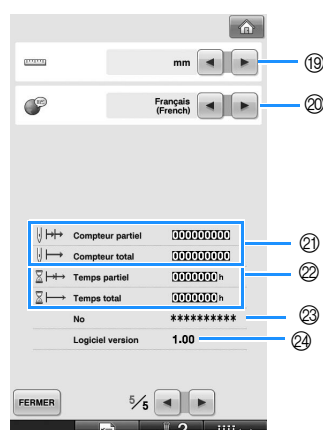 mm ⑲
Français
(French) ⑳
Compteur partiel 000000000
Compteur total 000000000 ㉑
Temps partiel 0000000 h ㉒
Temps total 0000000 h
No ********** ㉓
Logiciel version 1.00 ㉔
FERMER 5/5